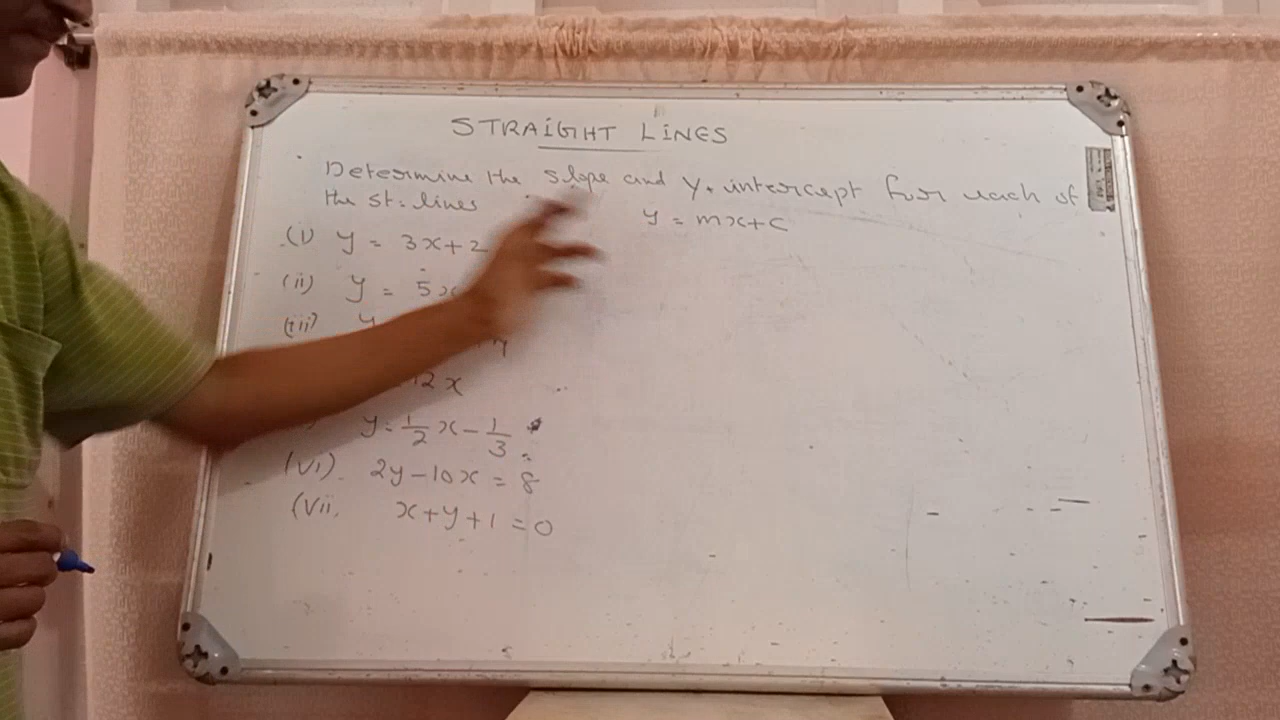 STRAIGHT LINES
Determine the slope and y-intercept for each of
the st. lines
y = mx+c
(i) y = 3x+2
(ii) y = 5x
(iii) y
12x
y = 1/2 x - 1/3
(vi). 2y-10x = 8
(vii. x+y+1=0